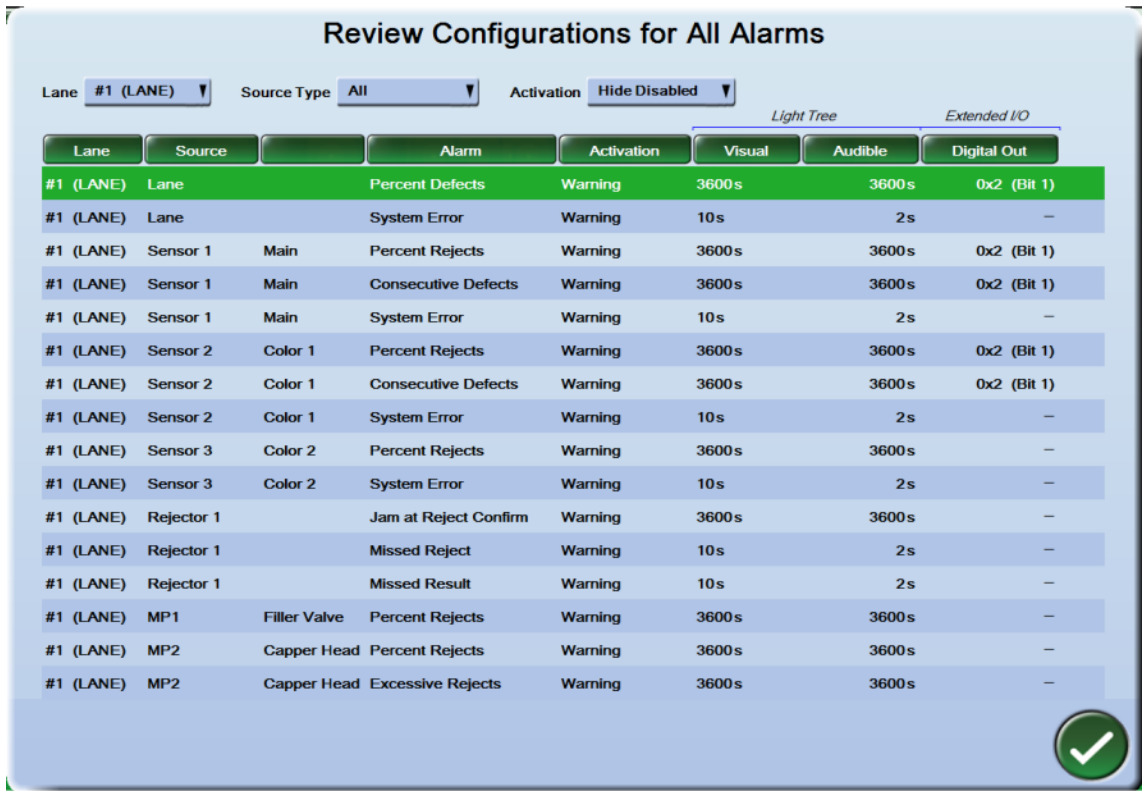 Review Configurations for All Alarms
Lane #1 (LANE) Source Type All Activation Hide Disabled
Light Tree Extended I/O
Lane Source Alarm Activation Visual Audible Digital Out
#1 (LANE) Lane Percent Defects Warning 3600s 3600s 0x2 (Bit 1)
#1 (LANE) Lane System Error Warning 10s 2s –
#1 (LANE) Sensor 1 Main Percent Rejects Warning 3600s 3600s 0x2 (Bit 1)
#1 (LANE) Sensor 1 Main Consecutive Defects Warning 3600s 3600s 0x2 (Bit 1)
#1 (LANE) Sensor 1 Main System Error Warning 10s 2s –
#1 (LANE) Sensor 2 Color 1 Percent Rejects Warning 3600s 3600s 0x2 (Bit 1)
#1 (LANE) Sensor 2 Color 1 Consecutive Defects Warning 3600s 3600s 0x2 (Bit 1)
#1 (LANE) Sensor 2 Color 1 System Error Warning 10s 2s –
#1 (LANE) Sensor 3 Color 2 Percent Rejects Warning 3600s 3600s –
#1 (LANE) Sensor 3 Color 2 System Error Warning 10s 2s –
#1 (LANE) Rejector 1 Jam at Reject Confirm Warning 3600s 3600s –
#1 (LANE) Rejector 1 Missed Reject Warning 10s 2s –
#1 (LANE) Rejector 1 Missed Result Warning 10s 2s –
#1 (LANE) MP1 Filler Valve Percent Rejects Warning 3600s 3600s –
#1 (LANE) MP2 Capper Head Percent Rejects Warning 3600s 3600s –
#1 (LANE) MP2 Capper Head Excessive Rejects Warning 3600s 3600s –